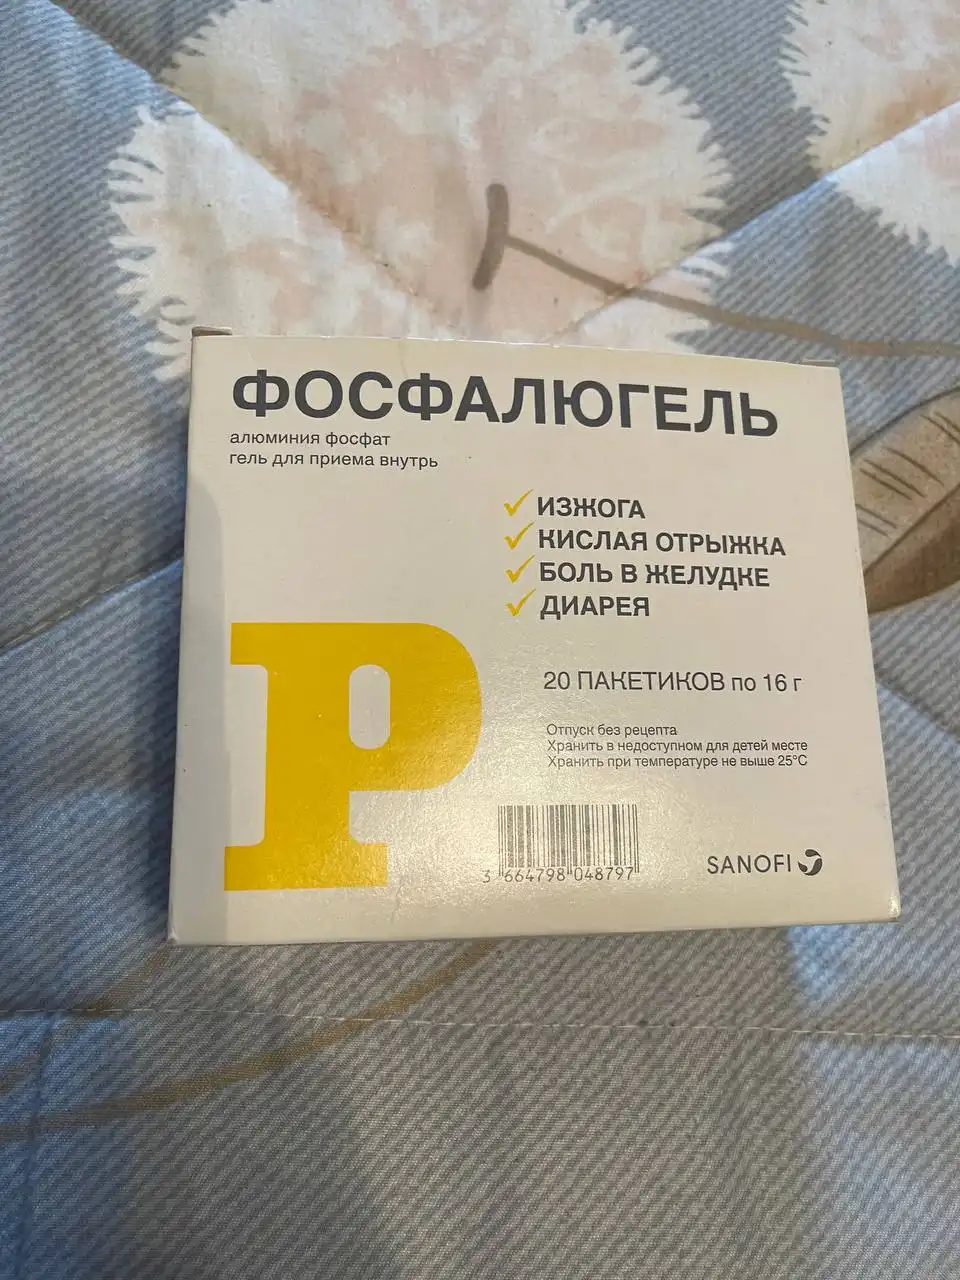 ФОСФАЛЮГЕЛЬ
алюминия фосфат
гель для приема внутрь
ИЗЖОГА
КИСЛАЯ ОТРЫЖКА
БОЛЬ В ЖЕЛУДКЕ
ДИАРЕЯ
20 ПАКЕТИКОВ по 16 г
Отпуск без рецепта
Хранить в недоступном для детей месте
Хранить при температуре не выше 25°C
P
3 664798 048797
SANOFI